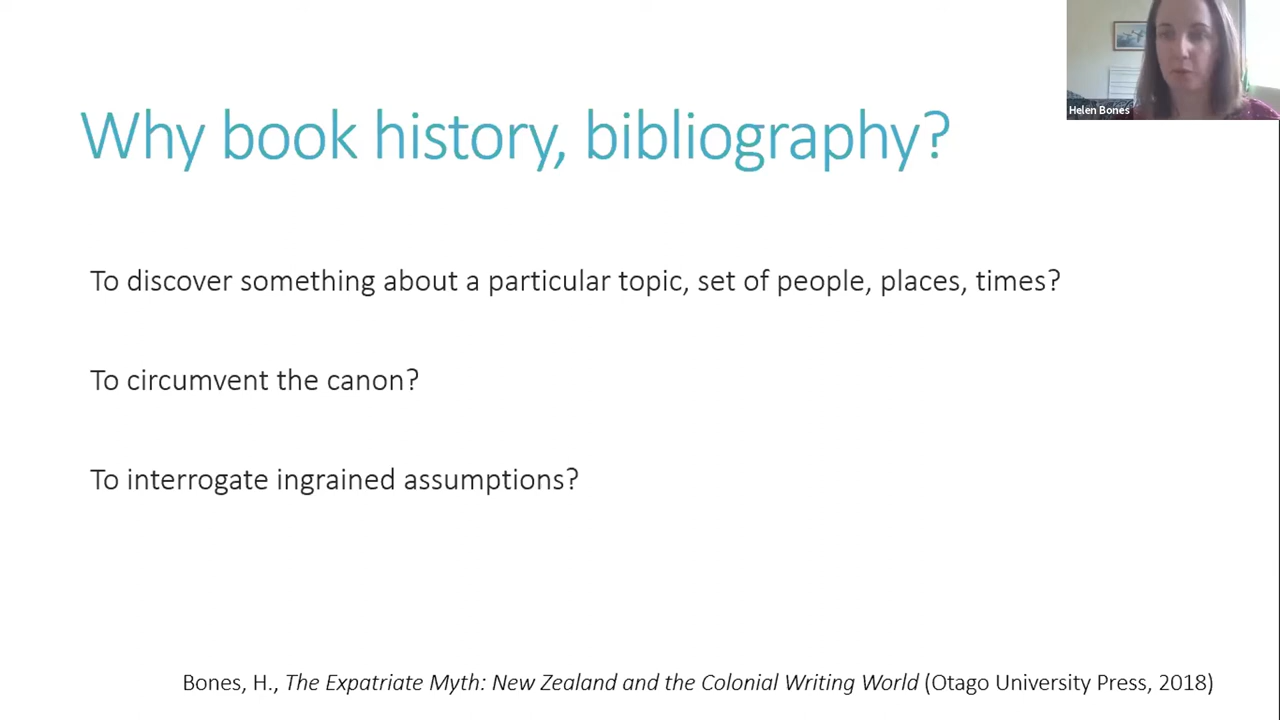 Helen Bones
Why book history, bibliography?
To discover something about a particular topic, set of people, places, times?
To circumvent the canon?
To interrogate ingrained assumptions?
Bones, H., The Expatriate Myth: New Zealand and the Colonial Writing World (Otago University Press, 2018)